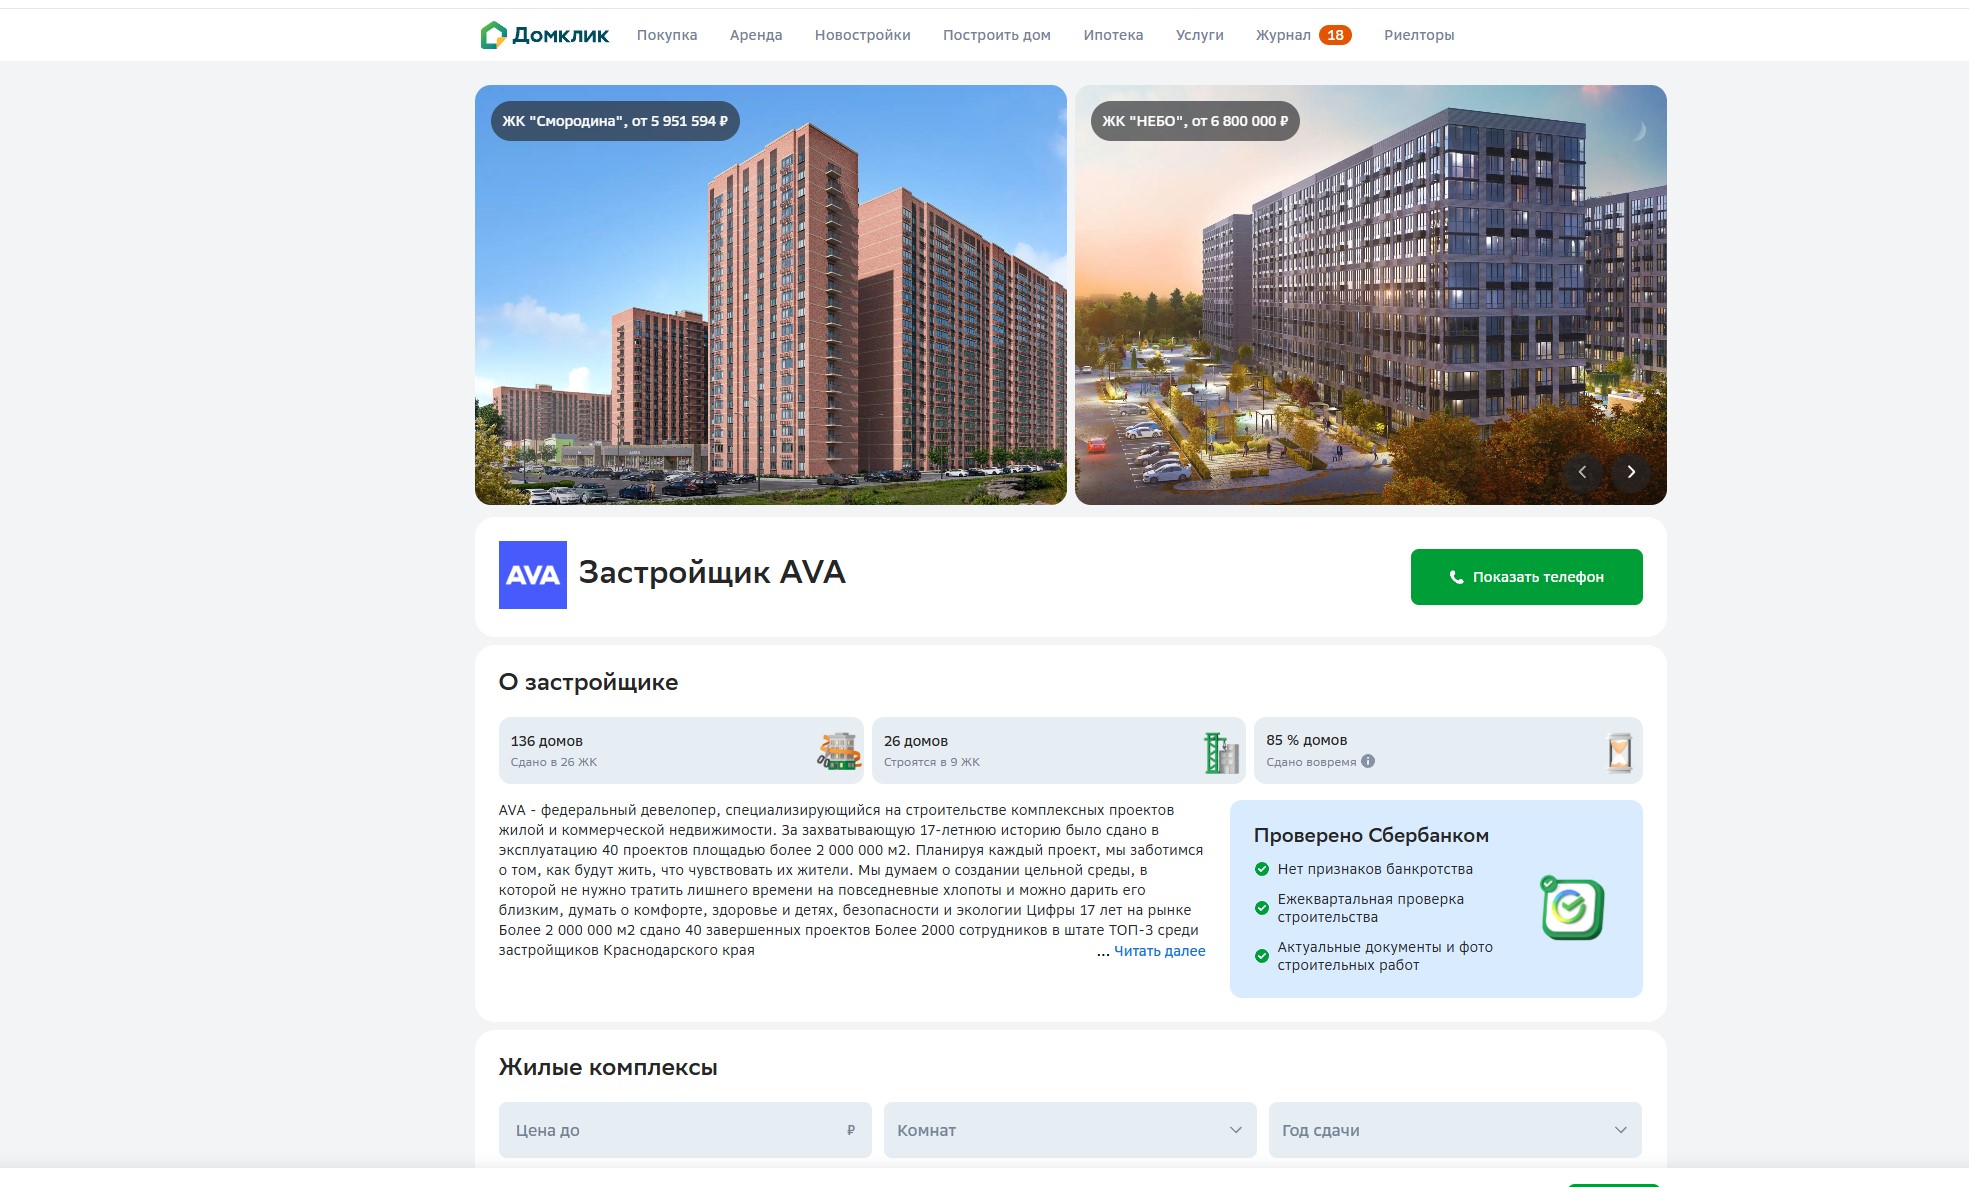 Домклик Покупка Аренда Новостройки Построить дом Ипотека Услуги Журнал 18 Риелторы
ЖК "Смородина", от 5 951 594 ₽
ЖК "НЕБО", от 6 800 000 ₽
AVA
Застройщик AVA
Показать телефон
О застройщике
136 домов
Сдано в 26 ЖК
26 домов
Строятся в 9 ЖК
85 % домов
Сдано вовремя
AVA - федеральный девелопер, специализирующийся на строительстве комплексных проектов
жилой и коммерческой недвижимости. За захватывающую 17-летнюю историю было сдано в
эксплуатацию 40 проектов площадью более 2 000 000 м2. Планируя каждый проект, мы заботимся
о том, как будут жить, что чувствовать их жители. Мы думаем о создании цельной среды, в
которой не нужно тратить лишнего времени на повседневные хлопоты и можно дарить его
близким, думать о комфорте, здоровье и детях, безопасности и экологии Цифры 17 лет на рынке
Более 2 000 000 м2 сдано 40 завершенных проектов Более 2000 сотрудников в штате ТОП-3 среди
застройщиков Краснодарского края
... Читать далее
Проверено Сбербанком
Нет признаков банкротства
Ежеквартальная проверка
строительства
Актуальные документы и фото
строительных работ
Жилые комплексы
Цена до ₽
Комнат
Год сдачи